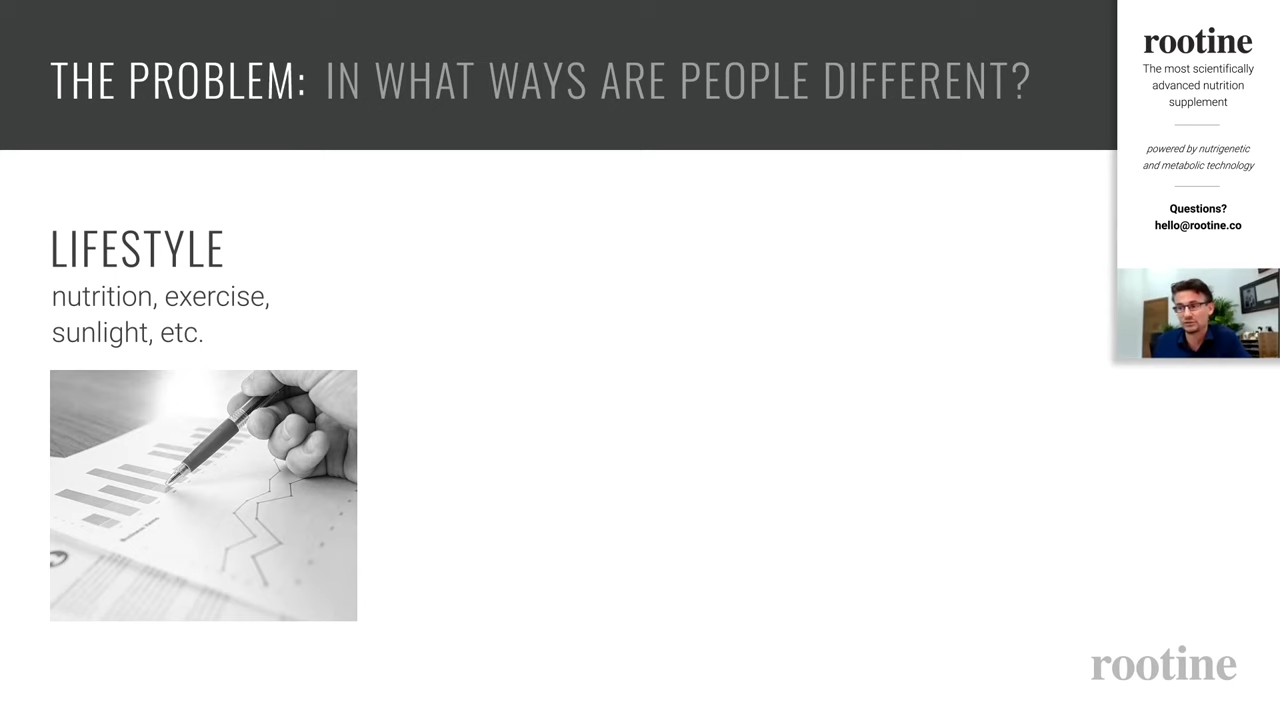 THE PROBLEM: IN WHAT WAYS ARE PEOPLE DIFFERENT?
LIFESTYLE
nutrition, exercise,
sunlight, etc.
rootine
The most scientifically
advanced nutrition
supplement
powered by nutrigenetic
and metabolic technology
Questions?
hello@rootine.co
rootine